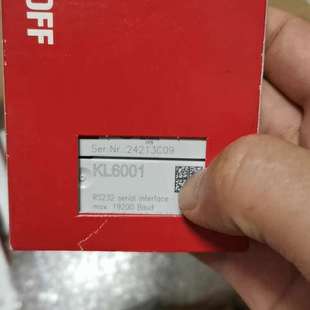 OFF
Ser.Nr.:24213C09
KL6001
RS232 serial interface
max. 19200 Baud